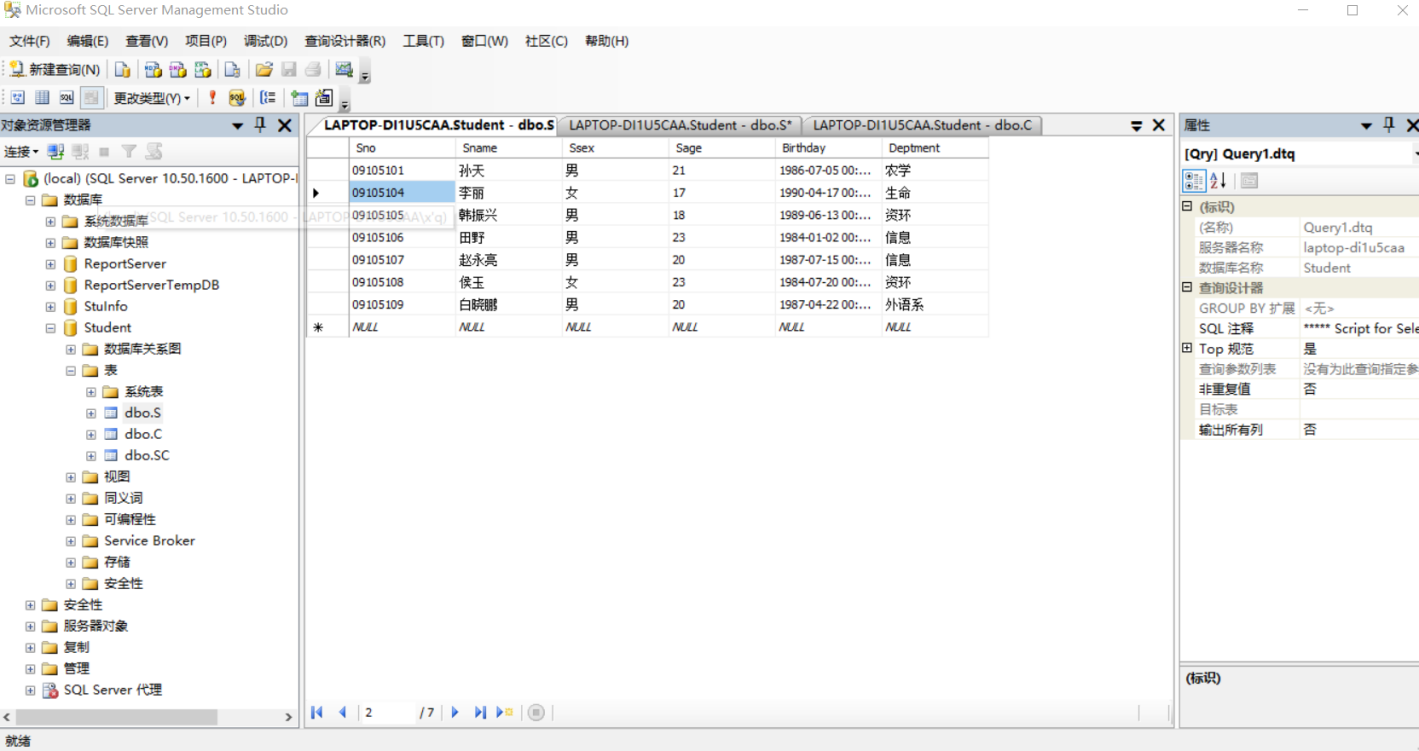 Microsoft SQL Server Management Studio
文件(F) 编辑(E) 查看(V) 项目(P) 调试(D) 查询设计器(R) 工具(T) 窗口(W) 社区(C) 帮助(H)
新建查询(N)
更改类型(Y)
对象资源管理器
连接
(local) (SQL Server 10.50.1600 - LAPTOP-I
数据库
系统数据库
数据库快照
ReportServer
ReportServerTempDB
StuInfo
Student
数据库关系图
表
系统表
dbo.S
dbo.C
dbo.SC
视图
同义词
可编程性
Service Broker
存储
安全性
安全性
服务器对象
复制
管理
SQL Server 代理
LAPTOP-DI1U5CAA.Student - dbo.S LAPTOP-DI1U5CAA.Student - dbo.S* LAPTOP-DI1U5CAA.Student - dbo.C
Sno Sname Ssex Sage Birthday Deptment
09105101 孙天 男 21 1986-07-05 00:... 农学
09105104 李丽 女 17 1990-04-17 00:... 生命
09105105 韩振兴 男 18 1989-06-13 00:... 资环
09105106 田野 男 23 1984-01-02 00:... 信息
09105107 赵永亮 男 20 1987-07-15 00:... 信息
09105108 侯玉 女 23 1984-07-20 00:... 资环
09105109 白晓鹏 男 20 1987-04-22 00:... 外语系
NULL NULL NULL NULL NULL NULL
2 / 7
属性
[Qry] Query1.dtq
(标识)
(名称) Query1.dtq
服务器名称 laptop-di1u5caa
数据库名称 Student
查询设计器
GROUP BY 扩展 <无>
SQL 注释 ***** Script for Sele
Top 规范 是
查询参数列表 没有为此查询指定参
非重复值 否
目标表
输出所有列 否
(标识)
就绪